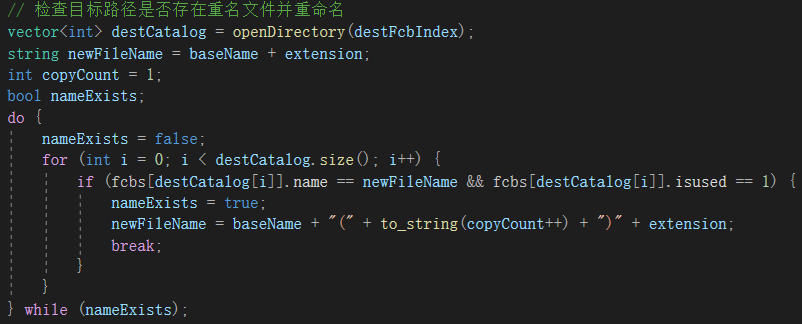 // 检查目标路径是否存在重名文件并重命名
vector<int> destCatalog = openDirectory(destFcbIndex);
string newFileName = baseName + extension;
int copyCount = 1;
bool nameExists;
do {
    nameExists = false;
    for (int i = 0; i < destCatalog.size(); i++) {
        if (fcbs[destCatalog[i]].name == newFileName && fcbs[destCatalog[i]].isused == 1) {
            nameExists = true;
            newFileName = baseName + "(" + to_string(copyCount++) + ")" + extension;
            break;
        }
    }
} while (nameExists);